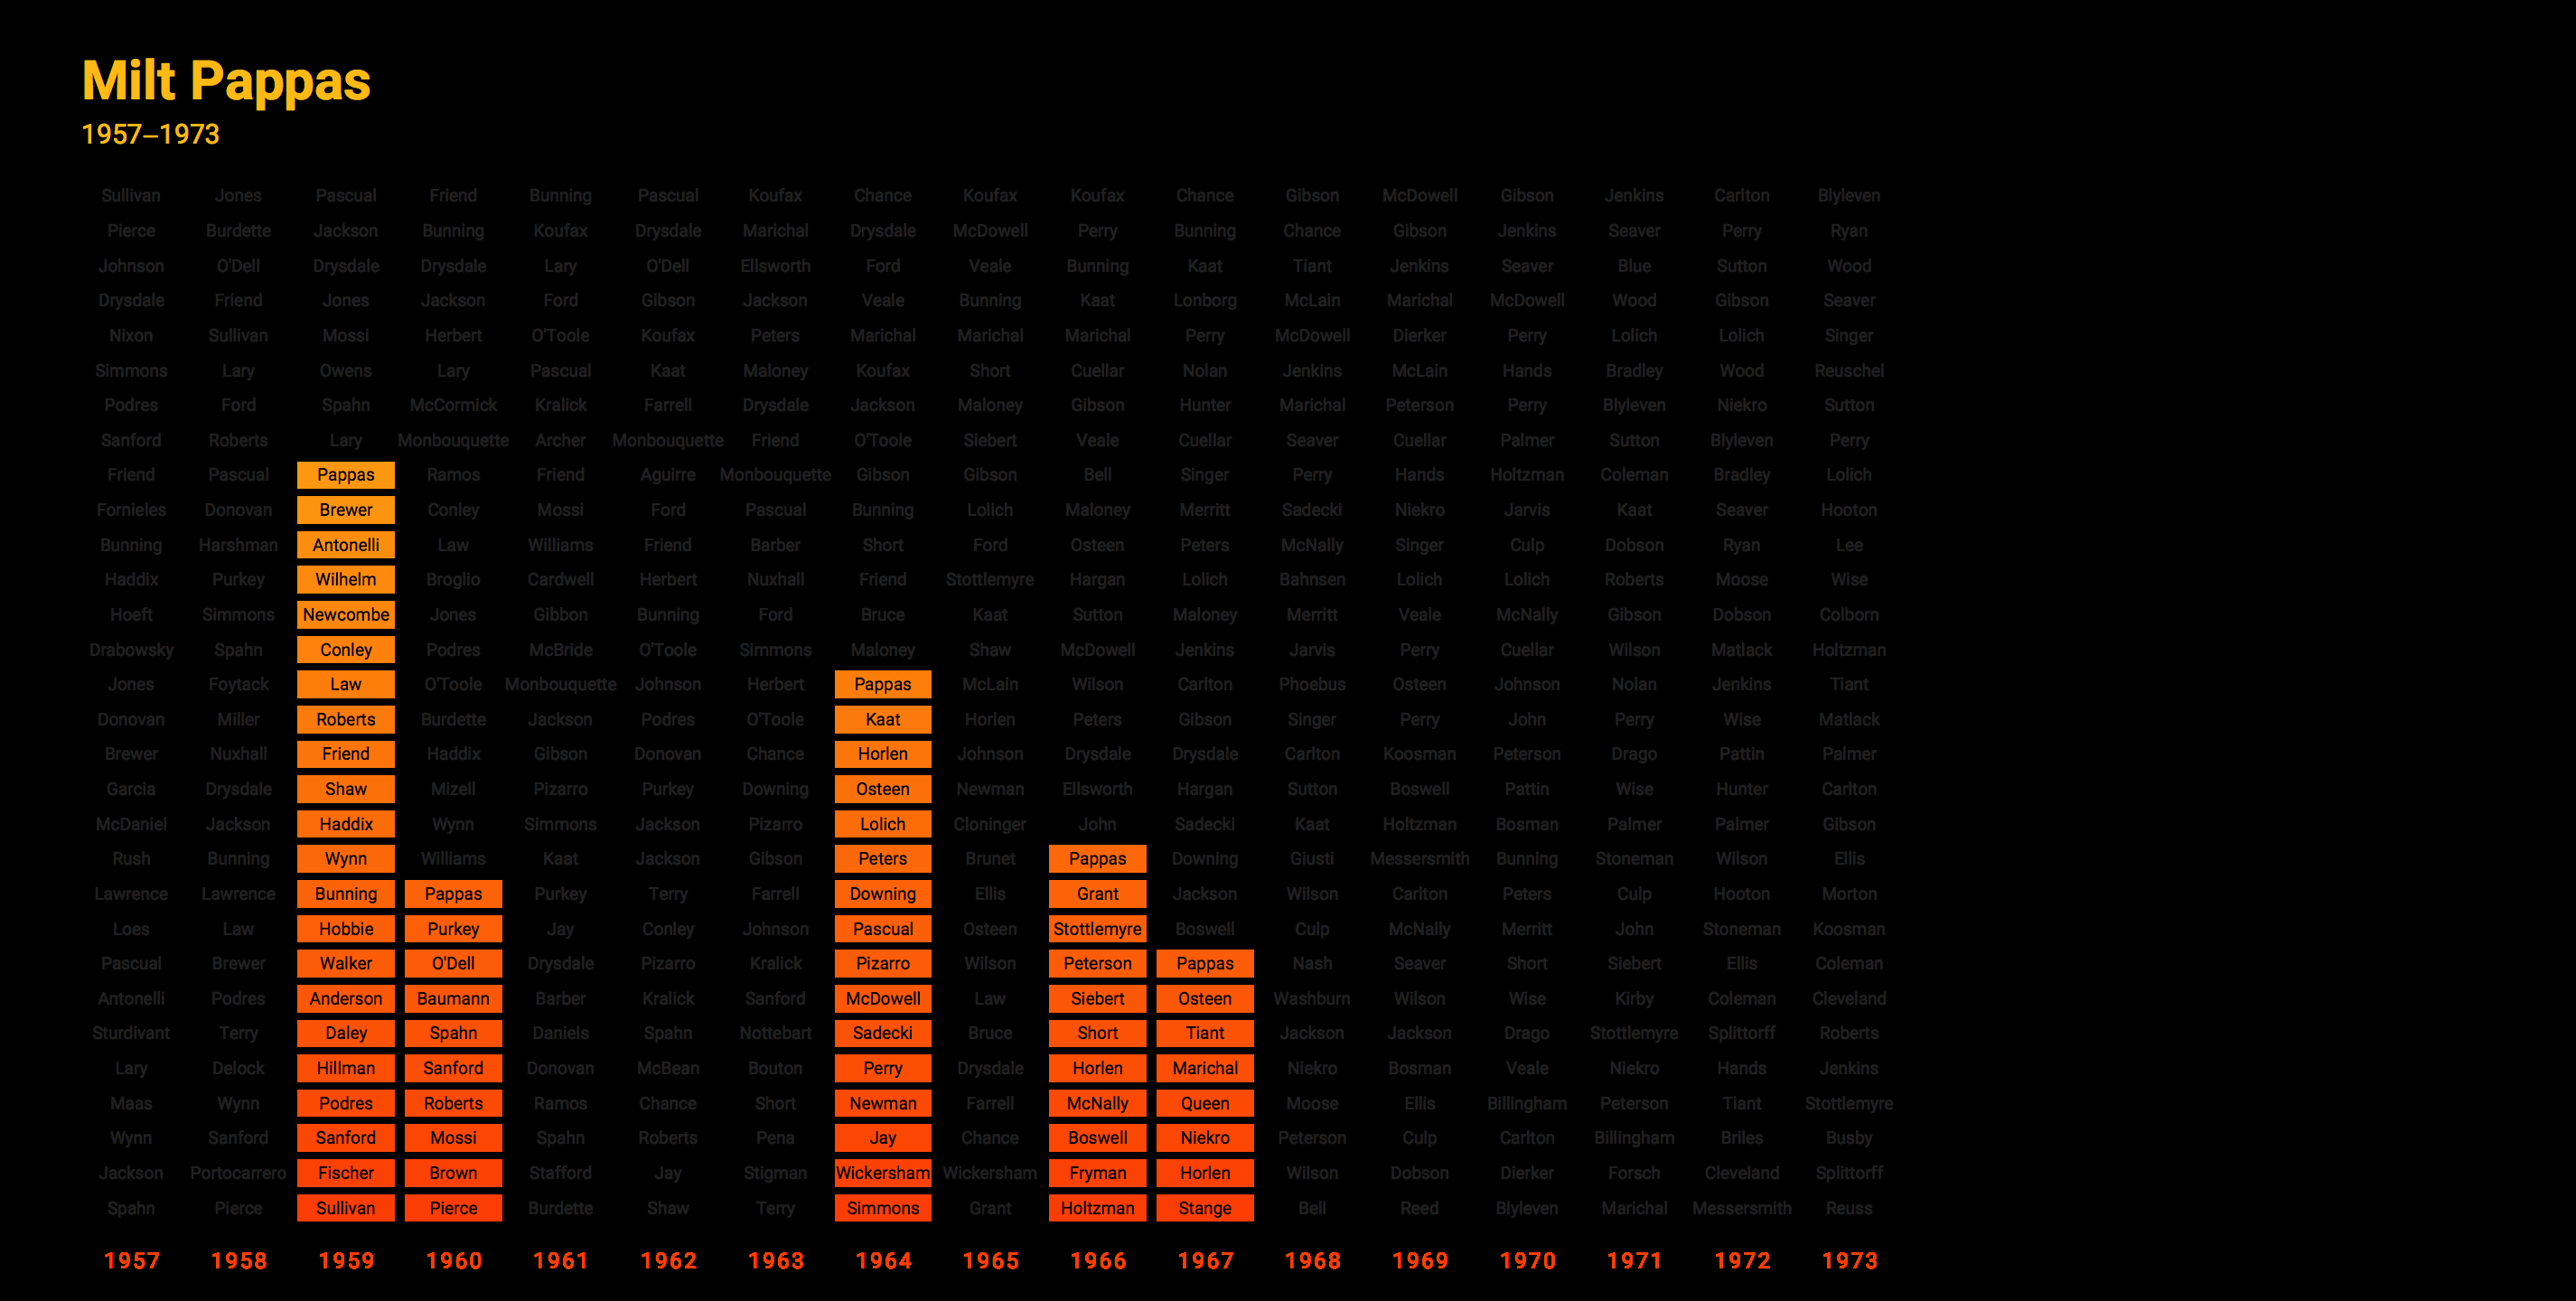 Milt Pappas
1957–1973
Sullivan Jones Pascual Friend Bunning Pascual Koufax Chance Koufax Koufax Chance Gibson McDowell Gibson Jenkins Carlton Blyleven
Pierce Burdette Jackson Bunning Koufax Drysdale Marichal Drysdale McDowell Perry Bunning Chance Gibson Jenkins Seaver Perry Ryan
Johnson O'Dell Drysdale Drysdale Lary O'Dell Ellsworth Ford Veale Bunning Kaat Tiant Jenkins Seaver Blue Sutton Wood
Drysdale Friend Jones Jackson Ford Gibson Jackson Veale Bunning Kaat Lonborg McLain Marichal McDowell Wood Gibson Seaver
Nixon Sullivan Mossi Herbert O'Toole Koufax Peters Marichal Marichal Marichal Perry McDowell Dierker Perry Lolich Lolich Singer
Simmons Lary Owens Lary Pascual Kaat Maloney Koufax Short Cuellar Nolan Jenkins McLain Hands Bradley Wood Reuschel
Podres Ford Spahn McCormick Kralick Farrell Drysdale Jackson Maloney Gibson Hunter Marichal Peterson Perry Blyleven Niekro Sutton
Sanford Roberts Lary Monbouquette Archer Monbouquette Friend O'Toole Siebert Veale Cuellar Seaver Cuellar Palmer Sutton Blyleven Perry
Friend Pascual Pappas Ramos Friend Aguirre Monbouquette Gibson Gibson Bell Singer Perry Hands Holtzman Coleman Bradley Lolich
Fornieles Donovan Brewer Conley Mossi Ford Pascual Bunning Lolich Maloney Merritt Sadecki Niekro Jarvis Kaat Seaver Hooton
Bunning Harshman Antonelli Law Williams Friend Barber Short Ford Osteen Peters McNally Singer Culp Dobson Ryan Lee
Haddix Purkey Wilhelm Broglio Cardwell Herbert Nuxhall Friend Stottlemyre Hargan Lolich Bahnsen Lolich Lolich Roberts Moose Wise
Hoeft Simmons Newcombe Jones Gibbon Bunning Ford Bruce Kaat Sutton Maloney Merritt Veale McNally Gibson Dobson Colborn
Drabowsky Spahn Conley Podres McBride O'Toole Simmons Maloney Shaw McDowell Jenkins Jarvis Perry Cuellar Wilson Matlack Holtzman
Jones Foytack Law O'Toole Monbouquette Johnson Herbert Pappas McLain Wilson Carlton Phoebus Osteen Johnson Nolan Jenkins Tiant
Donovan Miller Roberts Burdette Jackson Podres O'Toole Kaat Horlen Peters Gibson Singer Perry John Perry Wise Matlack
Brewer Nuxhall Friend Haddix Gibson Donovan Chance Horlen Johnson Drysdale Drysdale Carlton Koosman Peterson Drago Pattin Palmer
Garcia Drysdale Shaw Mizell Pizarro Purkey Downing Osteen Newman Ellsworth Hargan Sutton Boswell Pattin Wise Hunter Carlton
McDaniel Jackson Haddix Wynn Simmons Jackson Pizarro Lolich Cloninger John Sadecki Kaat Holtzman Bosman Palmer Palmer Gibson
Rush Bunning Wynn Williams Kaat Jackson Gibson Peters Brunet Pappas Downing Giusti Messersmith Bunning Stoneman Wilson Ellis
Lawrence Lawrence Bunning Pappas Purkey Terry Farrell Downing Ellis Grant Jackson Wilson Carlton Peters Culp Hooton Morton
Loes Law Hobbie Purkey Jay Conley Johnson Pascual Osteen Stottlemyre Boswell Culp McNally Merritt John Stoneman Koosman
Pascual Brewer Walker O'Dell Drysdale Pizarro Kralick Pizarro Wilson Peterson Pappas Nash Seaver Short Siebert Ellis Coleman
Antonelli Podres Anderson Baumann Barber Kralick Sanford McDowell Law Siebert Osteen Washburn Wilson Wise Kirby Coleman Cleveland
Sturdivant Terry Daley Spahn Daniels Spahn Nottebart Sadecki Bruce Short Tiant Jackson Jackson Drago Stottlemyre Splittorff Roberts
Lary Delock Hillman Sanford Donovan McBean Bouton Perry Drysdale Horlen Marichal Niekro Bosman Veale Niekro Hands Jenkins
Maas Wynn Podres Roberts Ramos Chance Short Newman Farrell McNally Queen Moose Ellis Billingham Peterson Tiant Stottlemyre
Wynn Sanford Sanford Mossi Spahn Roberts Pena Jay Chance Boswell Niekro Peterson Culp Carlton Billingham Briles Busby
Jackson Portocarrero Fischer Brown Stafford Jay Stigman Wickersham Wickersham Fryman Horlen Wilson Dobson Dierker Forsch Cleveland Splittorff
Spahn Pierce Sullivan Pierce Burdette Shaw Terry Simmons Grant Holtzman Stange Bell Reed Blyleven Marichal Messersmith Reuss
1957 1958 1959 1960 1961 1962 1963 1964 1965 1966 1967 1968 1969 1970 1971 1972 1973